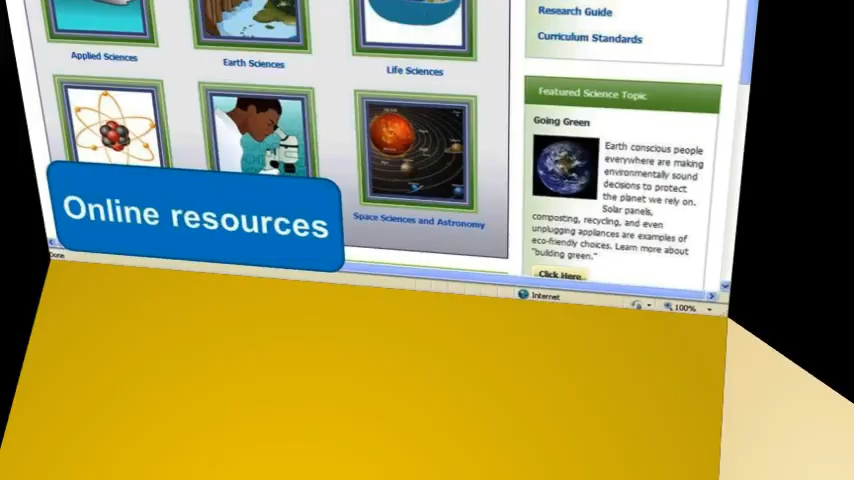 Research Guide
Curriculum Standards
Applied Sciences
Earth Sciences
Life Sciences
Featured Science Topic
Going Green
Earth conscious people
everywhere are making
environmentally sound
decisions to protect
the planet we rely on.
Solar panels,
composting, recycling, and even
unplugging appliances are examples of
eco-friendly choices. Learn more about
"building green."
Click Here
Space Sciences and Astronomy
Online resources
Done
Internet
100%